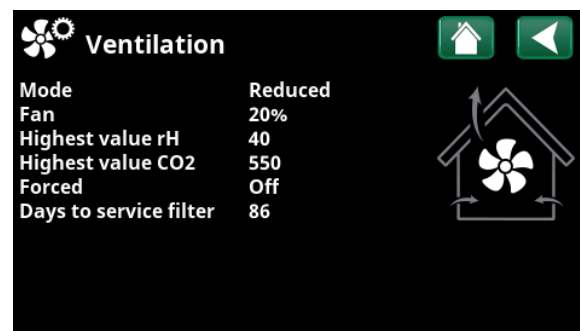 Ventilation
Mode Reduced
Fan 20%
Highest value rH 40
Highest value CO2 550
Forced Off
Days to service filter 86